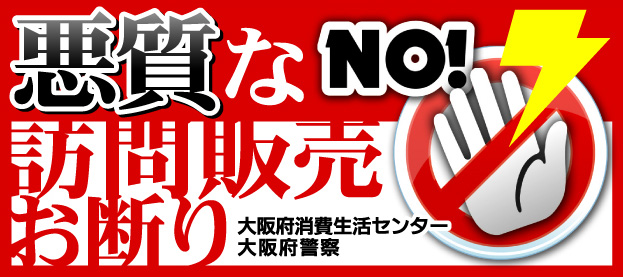 悪質な NO!
訪問販売
お断り
大阪府消費生活センター
大阪府警察